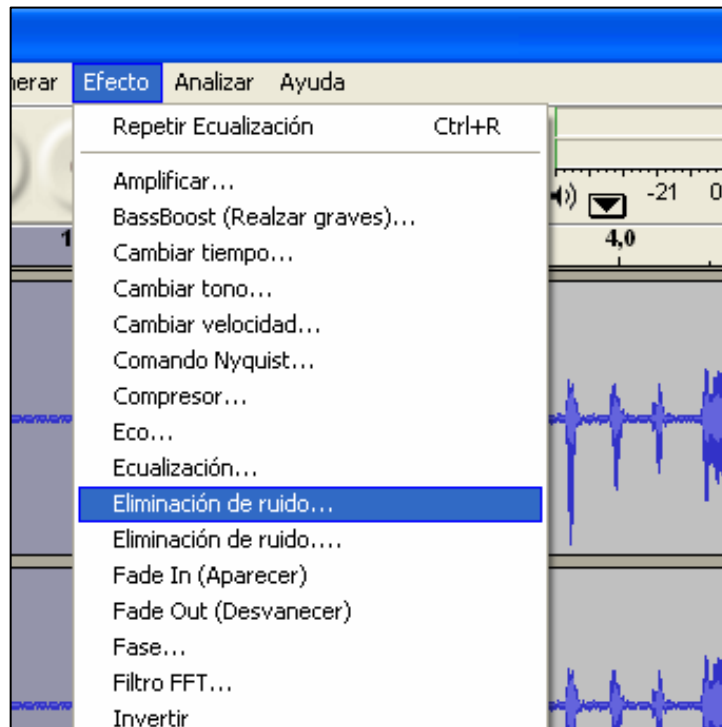 Efecto Analizar Ayuda
Repetir Ecualización Ctrl+R
Amplificar...
BassBoost (Realzar graves)...
-21 0
Cambiar tiempo...
4,0
Cambiar tono...
Cambiar velocidad...
Comando Nyquist...
Compresor...
Eco...
Ecualización...
Eliminación de ruido...
Eliminación de ruido....
Fade In (Aparecer)
Fade Out (Desvanecer)
Fase...
Filtro FFT...
Invertir